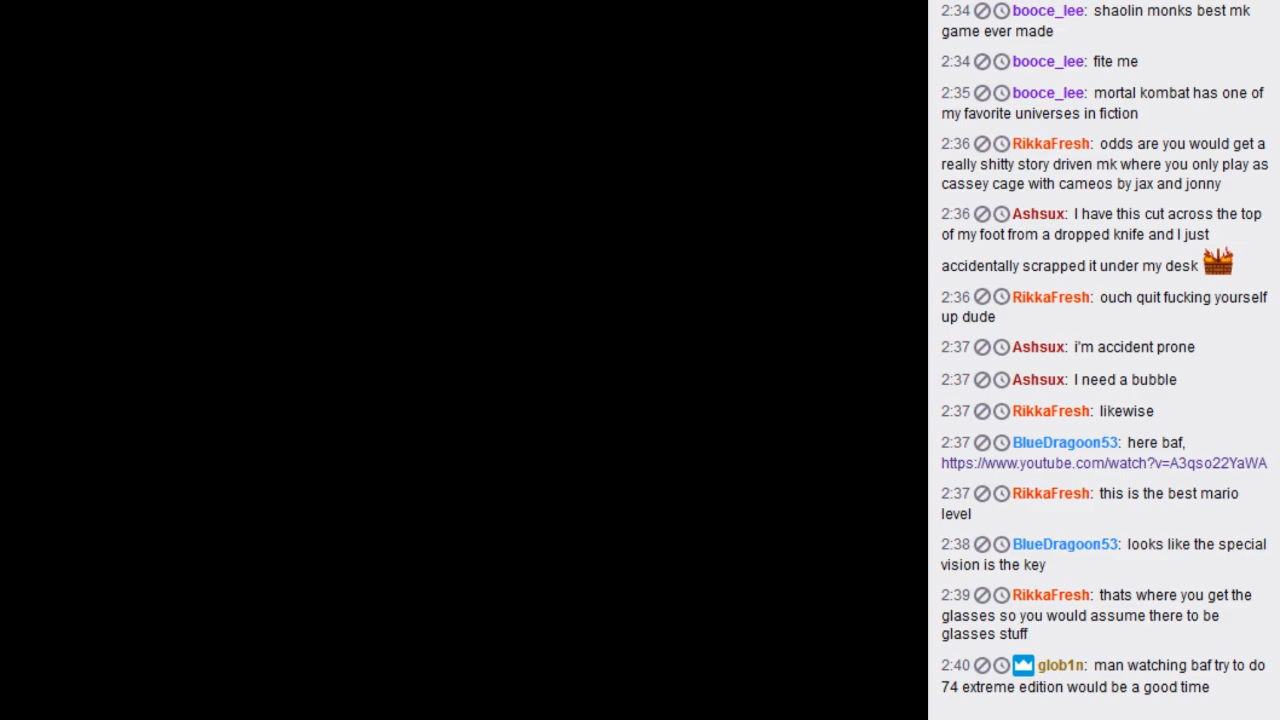 2:34 booce_lee: shaolin monks best mk
game ever made
2:34 booce_lee: fite me
2:35 booce_lee: mortal kombat has one of
my favorite universes in fiction
2:36 RikkaFresh: odds are you would get a
really shitty story driven mk where you only play as
cassey cage with cameos by jax and jonny
2:36 Ashsux: I have this cut across the top
of my foot from a dropped knife and I just
accidentally scrapped it under my desk
2:36 RikkaFresh: ouch quit fucking yourself
up dude
2:37 Ashsux: i'm accident prone
2:37 Ashsux: I need a bubble
2:37 RikkaFresh: likewise
2:37 BlueDragoon53: here baf,
https://www.youtube.com/watch?v=A3qso22YaWA
2:37 RikkaFresh: this is the best mario
level
2:38 BlueDragoon53: looks like the special
vision is the key
2:39 RikkaFresh: thats where you get the
glasses so you would assume there to be
glasses stuff
2:40 glob1n: man watching baf try to do
74 extreme edition would be a good time